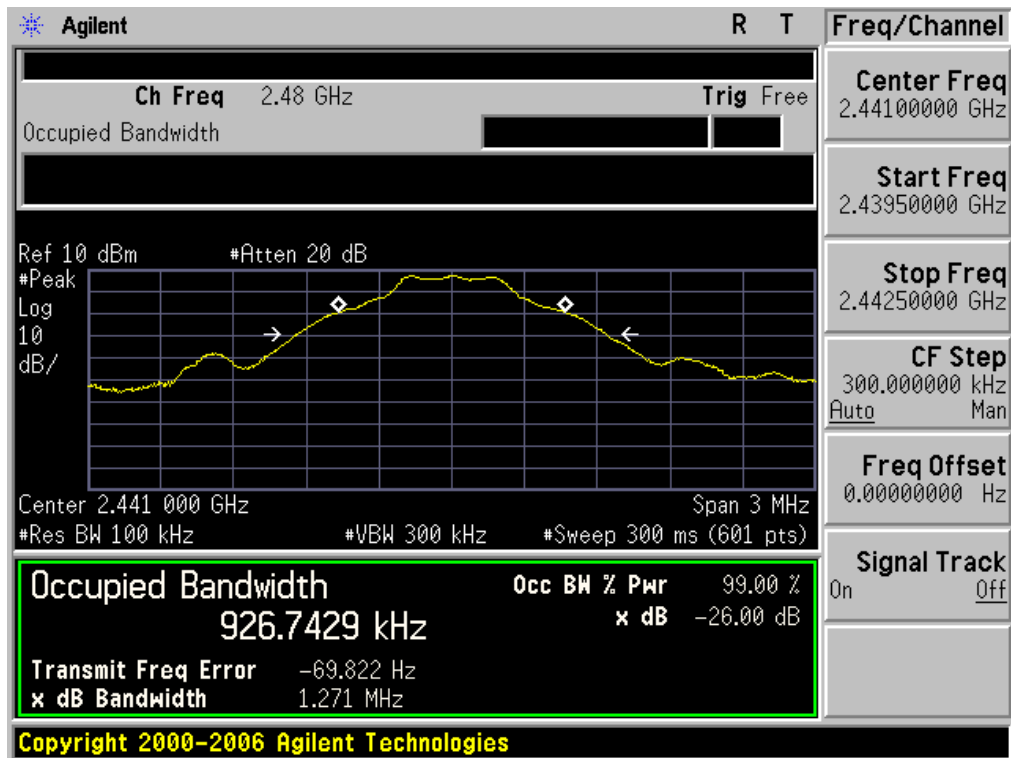 Agilent R T
Freq/Channel
Ch Freq 2.48 GHz Trig Free
Occupied Bandwidth
Center Freq
2.44100000 GHz
Start Freq
2.43950000 GHz
Stop Freq
2.44250000 GHz
CF Step
300.000000 kHz
Auto Man
Freq Offset
0.00000000 Hz
Signal Track
On Off
Ref 10 dBm #Atten 20 dB
#Peak
Log
10
dB/
Center 2.441 000 GHz Span 3 MHz
#Res BW 100 kHz #VBW 300 kHz #Sweep 300 ms (601 pts)
Occupied Bandwidth
926.7429 kHz
Occ BW % Pwr 99.00 %
x dB -26.00 dB
Transmit Freq Error -69.822 Hz
x dB Bandwidth 1.271 MHz
Copyright 2000-2006 Agilent Technologies